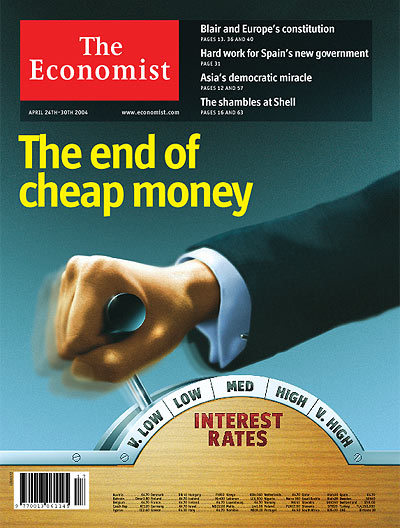 The
Economist
APRIL 24TH–30TH 2004
www.economist.com
Blair and Europe's constitution
PAGES 13, 36 AND 40
Hard work for Spain's new government
PAGE 31
Asia's democratic miracle
PAGES 12 AND 57
The shambles at Shell
PAGES 16 AND 63
The end of
cheap money
V. LOW
LOW
MED
HIGH
V. HIGH
INTEREST
RATES